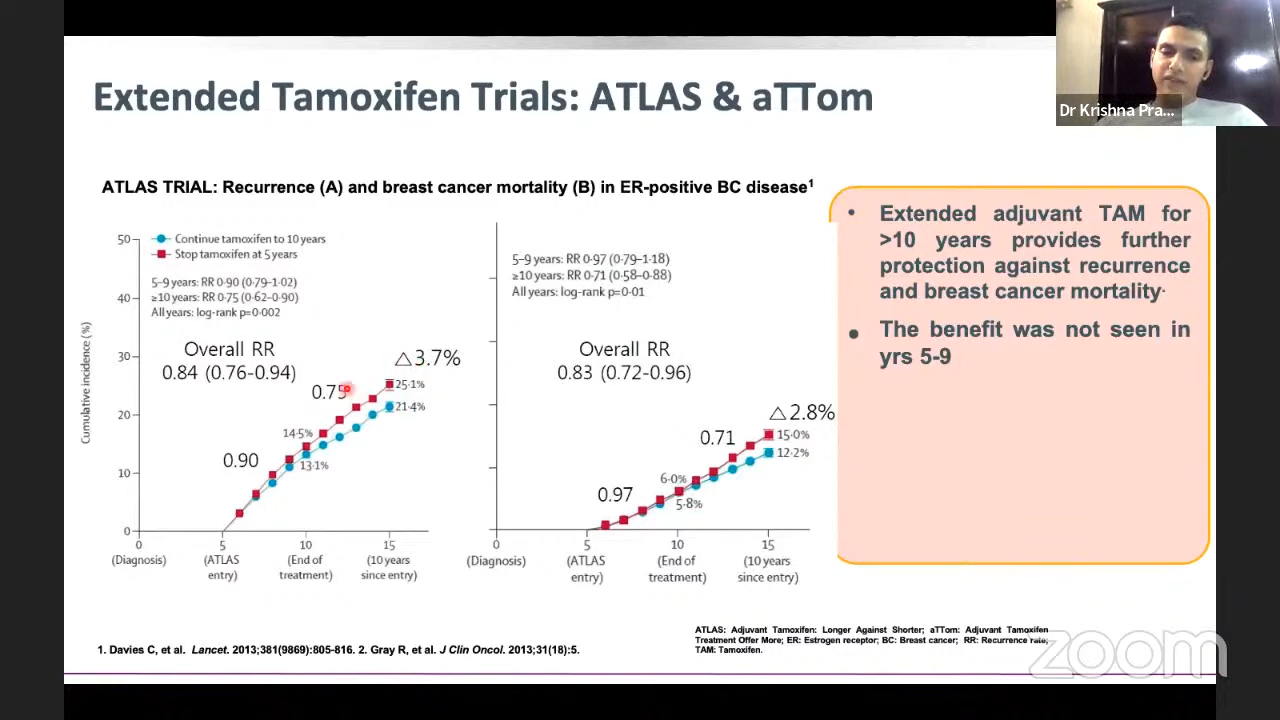 Extended Tamoxifen Trials: ATLAS & aTTom
Dr Krishna Pra...
ATLAS TRIAL: Recurrence (A) and breast cancer mortality (B) in ER-positive BC disease¹
Cumulative incidence (%)
50
40
30
20
10
0
Continue tamoxifen to 10 years
Stop tamoxifen at 5 years
5–9 years: RR 0·90 (0·79–1·02)
≥10 years: RR 0·75 (0·62–0·90)
All years: log-rank p=0·002
Overall RR
0.84 (0.76-0.94)
△3.7%
0.75
25·1%
21·4%
14·5%
13·1%
0.90
0
(Diagnosis)
5
(ATLAS
entry)
10
(End of
treatment)
15
(10 years
since entry)
5–9 years: RR 0·97 (0·79–1·18)
≥10 years: RR 0·71 (0·58–0·88)
All years: log-rank p=0·01
Overall RR
0.83 (0.72-0.96)
△2.8%
0.71
15·0%
12·2%
6·0%
5·8%
0.97
0
(Diagnosis)
5
(ATLAS
entry)
10
(End of
treatment)
15
(10 years
since entry)
• Extended adjuvant TAM for
>10 years provides further
protection against recurrence
and breast cancer mortality.
• The benefit was not seen in
yrs 5-9
ATLAS: Adjuvant Tamoxifen: Longer Against Shorter; aTTom: Adjuvant Tamoxifen
Treatment Offer More; ER: Estrogen receptor; BC: Breast cancer; RR: Recurrence rate;
TAM: Tamoxifen.
1. Davies C, et al. Lancet. 2013;381(9869):805-816. 2. Gray R, et al. J Clin Oncol. 2013;31(18):5.
zoom